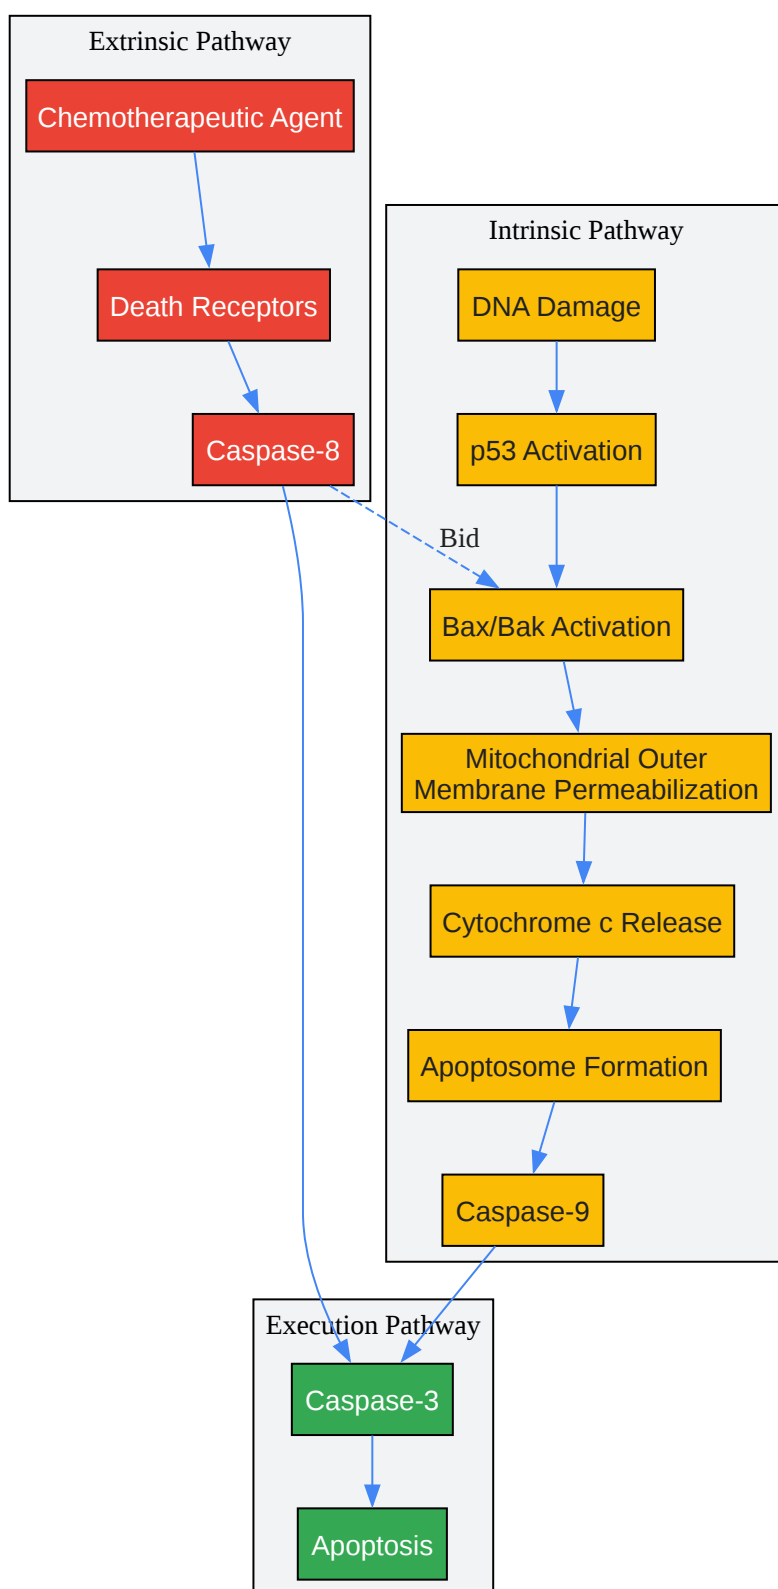 Extrinsic Pathway
Chemotherapeutic Agent
Death Receptors
Caspase-8
Intrinsic Pathway
DNA Damage
p53 Activation
Bid
Bax/Bak Activation
Mitochondrial Outer
Membrane Permeabilization
Cytochrome c Release
Apoptosome Formation
Caspase-9
Execution Pathway
Caspase-3
Apoptosis